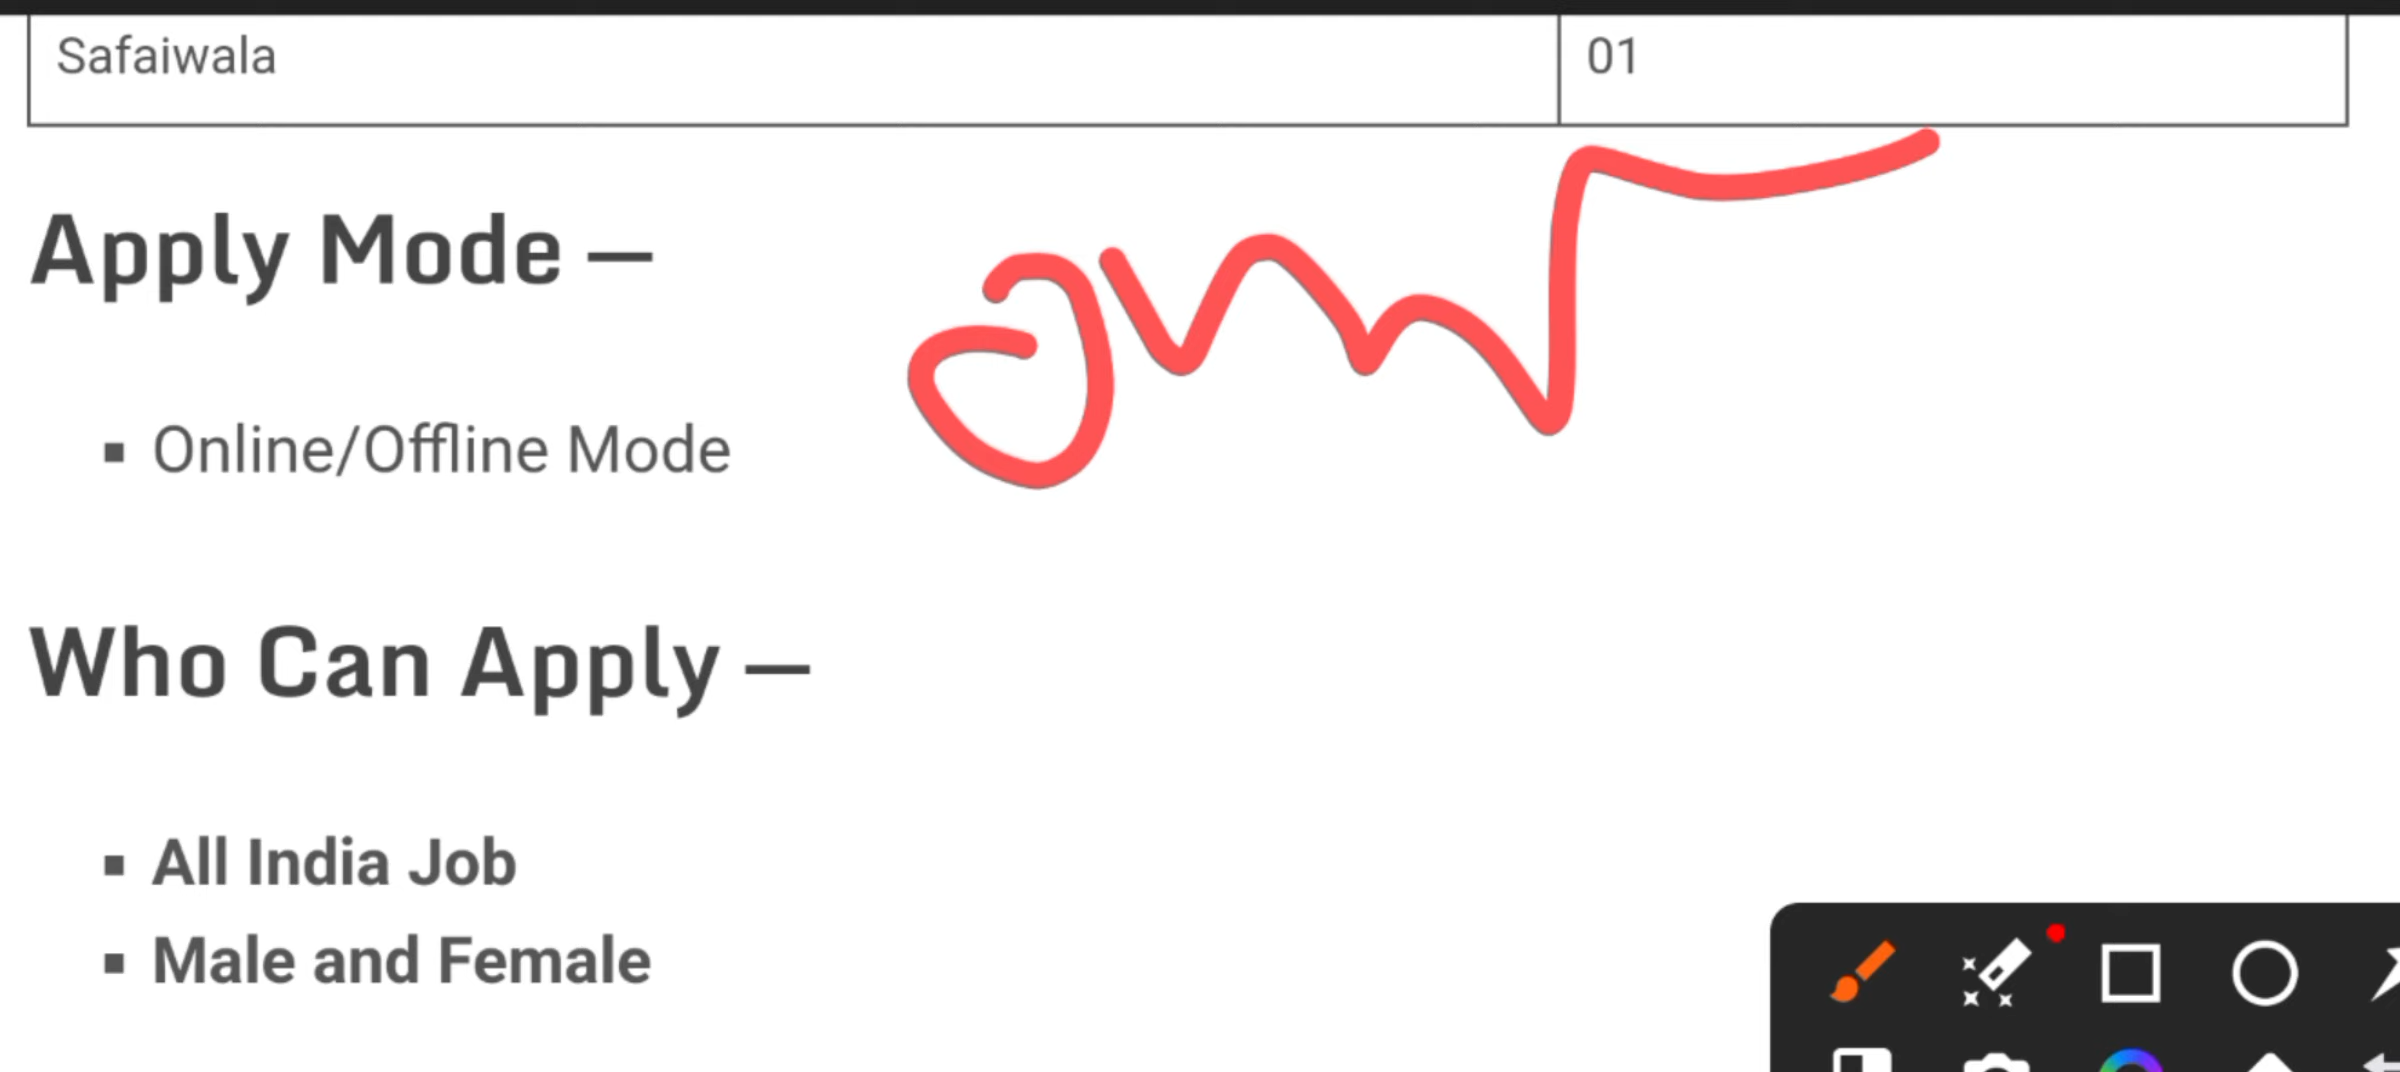 Safaiwala 01
Apply Mode –
▪ Online/Offline Mode
Who Can Apply –
▪ All India Job
▪ Male and Female